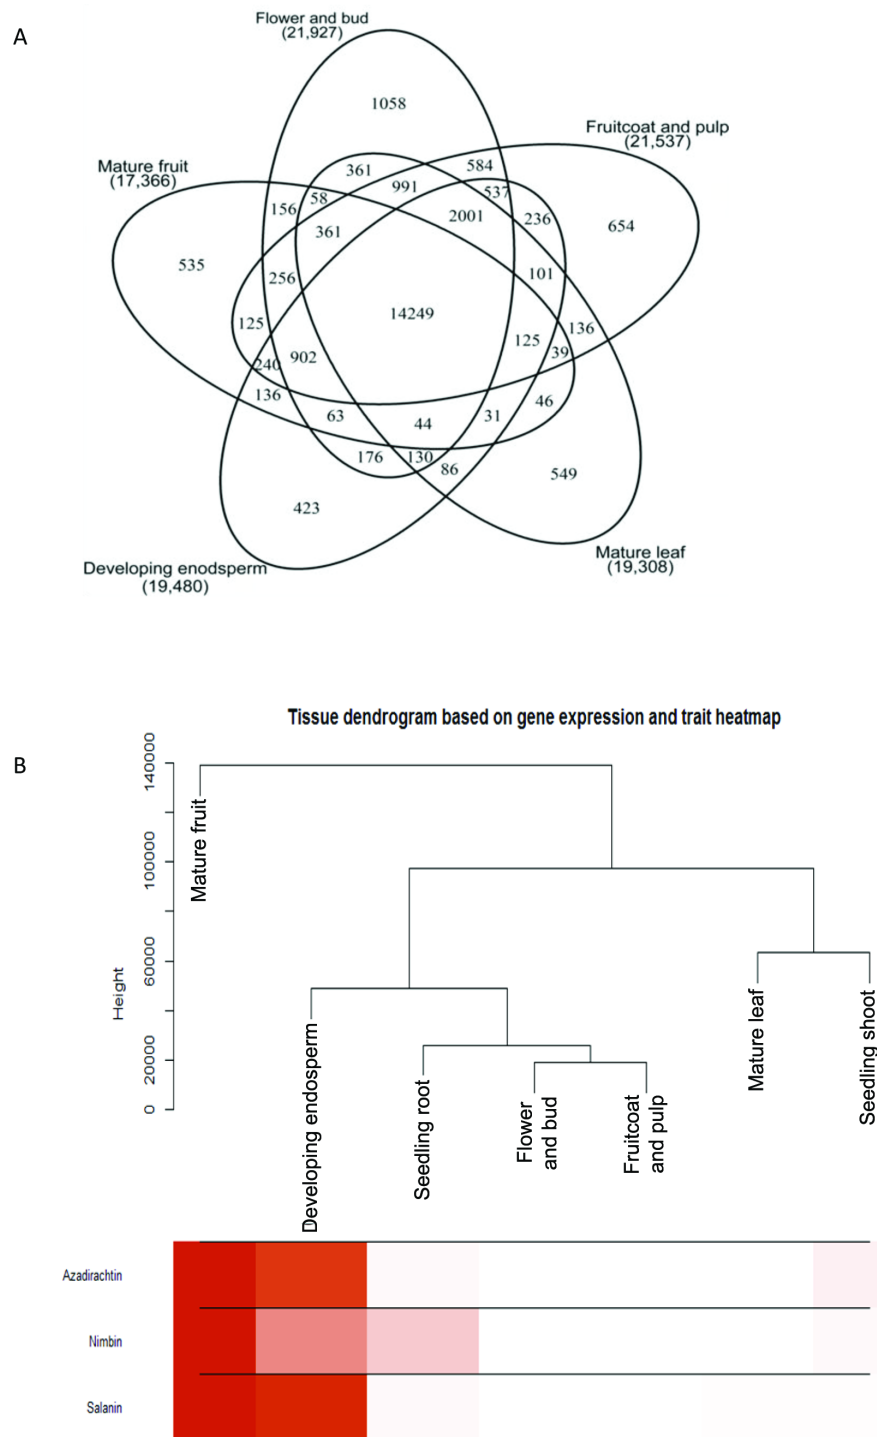 A
Flower and bud
(21,927)
1058
Fruitcoat and pulp
(21,537)
Mature fruit
(17,366)
361
584
991
537
58
156
2001
236
654
361
535
256
101
14249
125
136
125
39
902
240
136
46
63
44
31
176
130
86
549
423
Mature leaf
(19,308)
Developing enodsperm
(19,480)
Tissue dendrogram based on gene expression and trait heatmap
B
Height
0
20000
60000
100000
140000
Mature fruit
Developing endosperm
Seedling root
Flower
and bud
Fruitcoat
and pulp
Mature leaf
Seedling shoot
Azadirachtin
Nimbin
Salanin